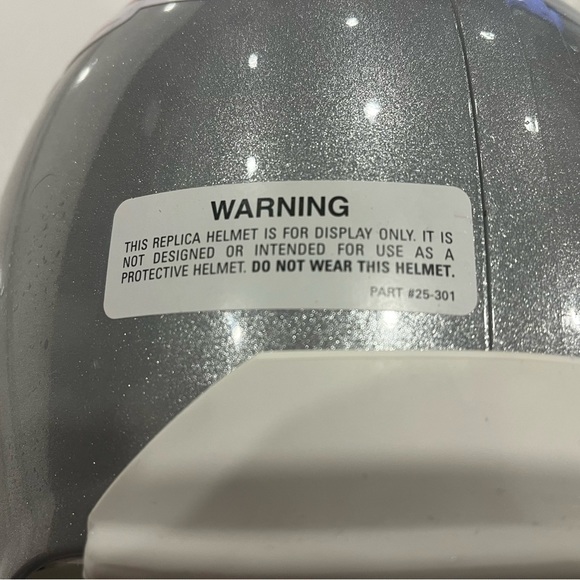 WARNING
THIS REPLICA HELMET IS FOR DISPLAY ONLY. IT IS
NOT DESIGNED OR INTENDED FOR USE AS A
PROTECTIVE HELMET. DO NOT WEAR THIS HELMET.
PART #25-301